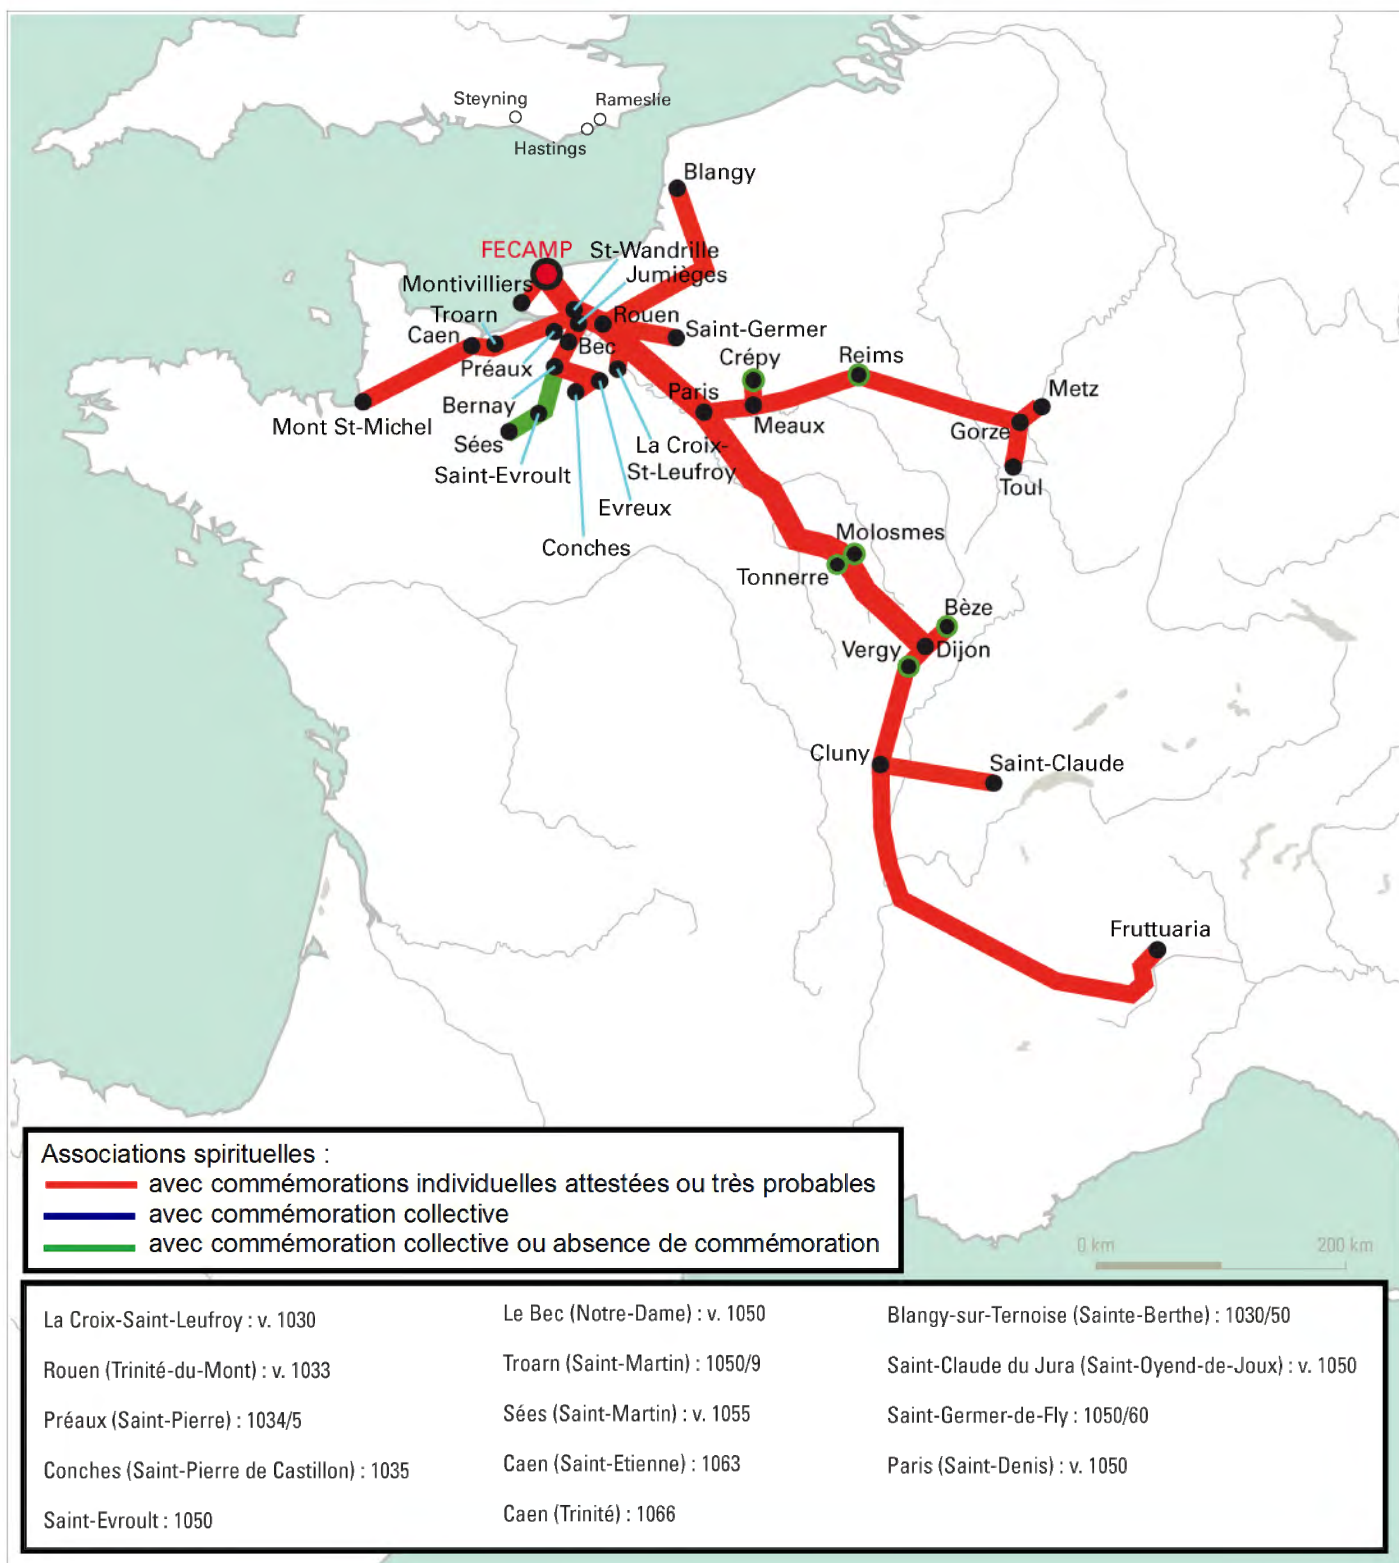 Steyning
Rameslie
Hastings
Blangy
FECAMP
St-Wandrille
Jumièges
Montivilliers
Troarn
Rouen
Caen
Saint-Germer
Bec
Crépy
Reims
Préaux
Metz
Paris
Bernay
Meaux
Mont St-Michel
Gorze
Sées
La Croix-
St-Leufroy
Saint-Evroult
Toul
Evreux
Conches
Molosmes
Tonnerre
Bèze
Vergy
Dijon
Cluny
Saint-Claude
Fruttuaria
Associations spirituelles :
avec commémorations individuelles attestées ou très probables
avec commémoration collective
avec commémoration collective ou absence de commémoration
0 km
200 km
La Croix-Saint-Leufroy : v. 1030
Rouen (Trinité-du-Mont) : v. 1033
Préaux (Saint-Pierre) : 1034/5
Conches (Saint-Pierre de Castillon) : 1035
Saint-Evroult : 1050
Le Bec (Notre-Dame) : v. 1050
Troarn (Saint-Martin) : 1050/9
Sées (Saint-Martin) : v. 1055
Caen (Saint-Etienne) : 1063
Caen (Trinité) : 1066
Blangy-sur-Ternoise (Sainte-Berthe) : 1030/50
Saint-Claude du Jura (Saint-Oyend-de-Joux) : v. 1050
Saint-Germer-de-Fly : 1050/60
Paris (Saint-Denis) : v. 1050